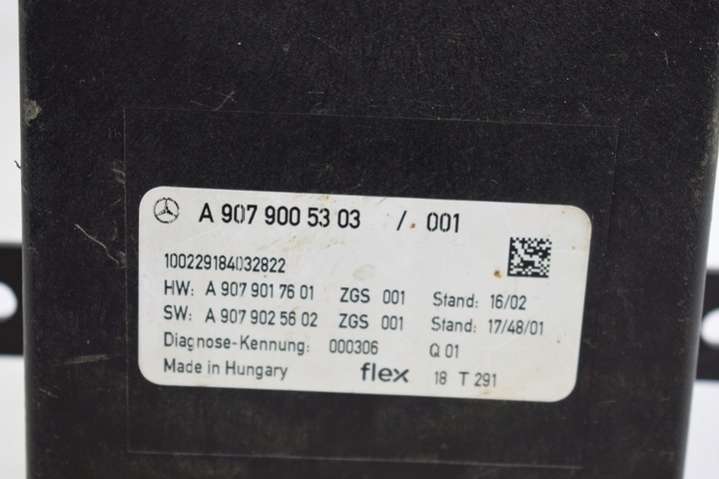 A 907 900 53 03 / 001
100229184032822
HW: A 907 901 76 01 ZGS 001 Stand: 16/02
SW: A 907 902 56 02 ZGS 001 Stand: 17/48/01
Diagnose-Kennung: 000306 Q 01
Made in Hungary flex 18 T 291